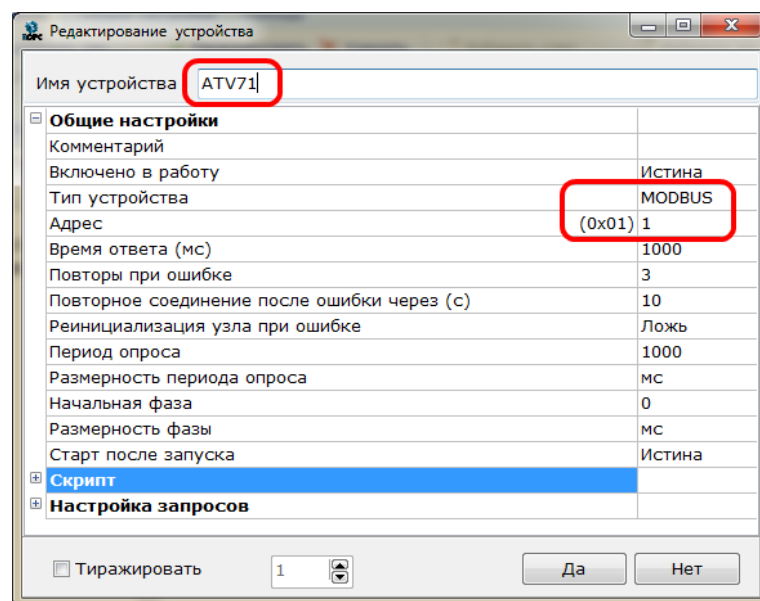 Редактирование устройства
Имя устройства ATV71
Общие настройки
Комментарий
Включено в работу Истина
Тип устройства MODBUS
Адрес (0x01) 1
Время ответа (мс) 1000
Повторы при ошибке 3
Повторное соединение после ошибки через (с) 10
Реинициализация узла при ошибке Ложь
Период опроса 1000
Размерность периода опроса мс
Начальная фаза 0
Размерность фазы мс
Старт после запуска Истина
Скрипт
Настройка запросов
Тиражировать 1 Да Нет